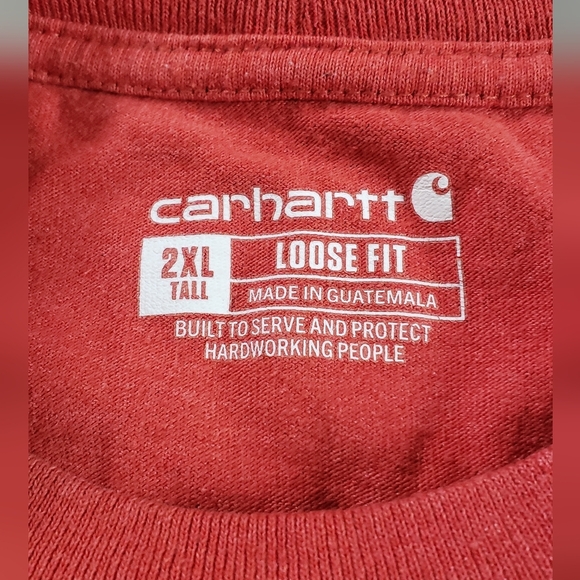 carhartt
2XL TALL
LOOSE FIT
MADE IN GUATEMALA
BUILT TO SERVE AND PROTECT
HARDWORKING PEOPLE